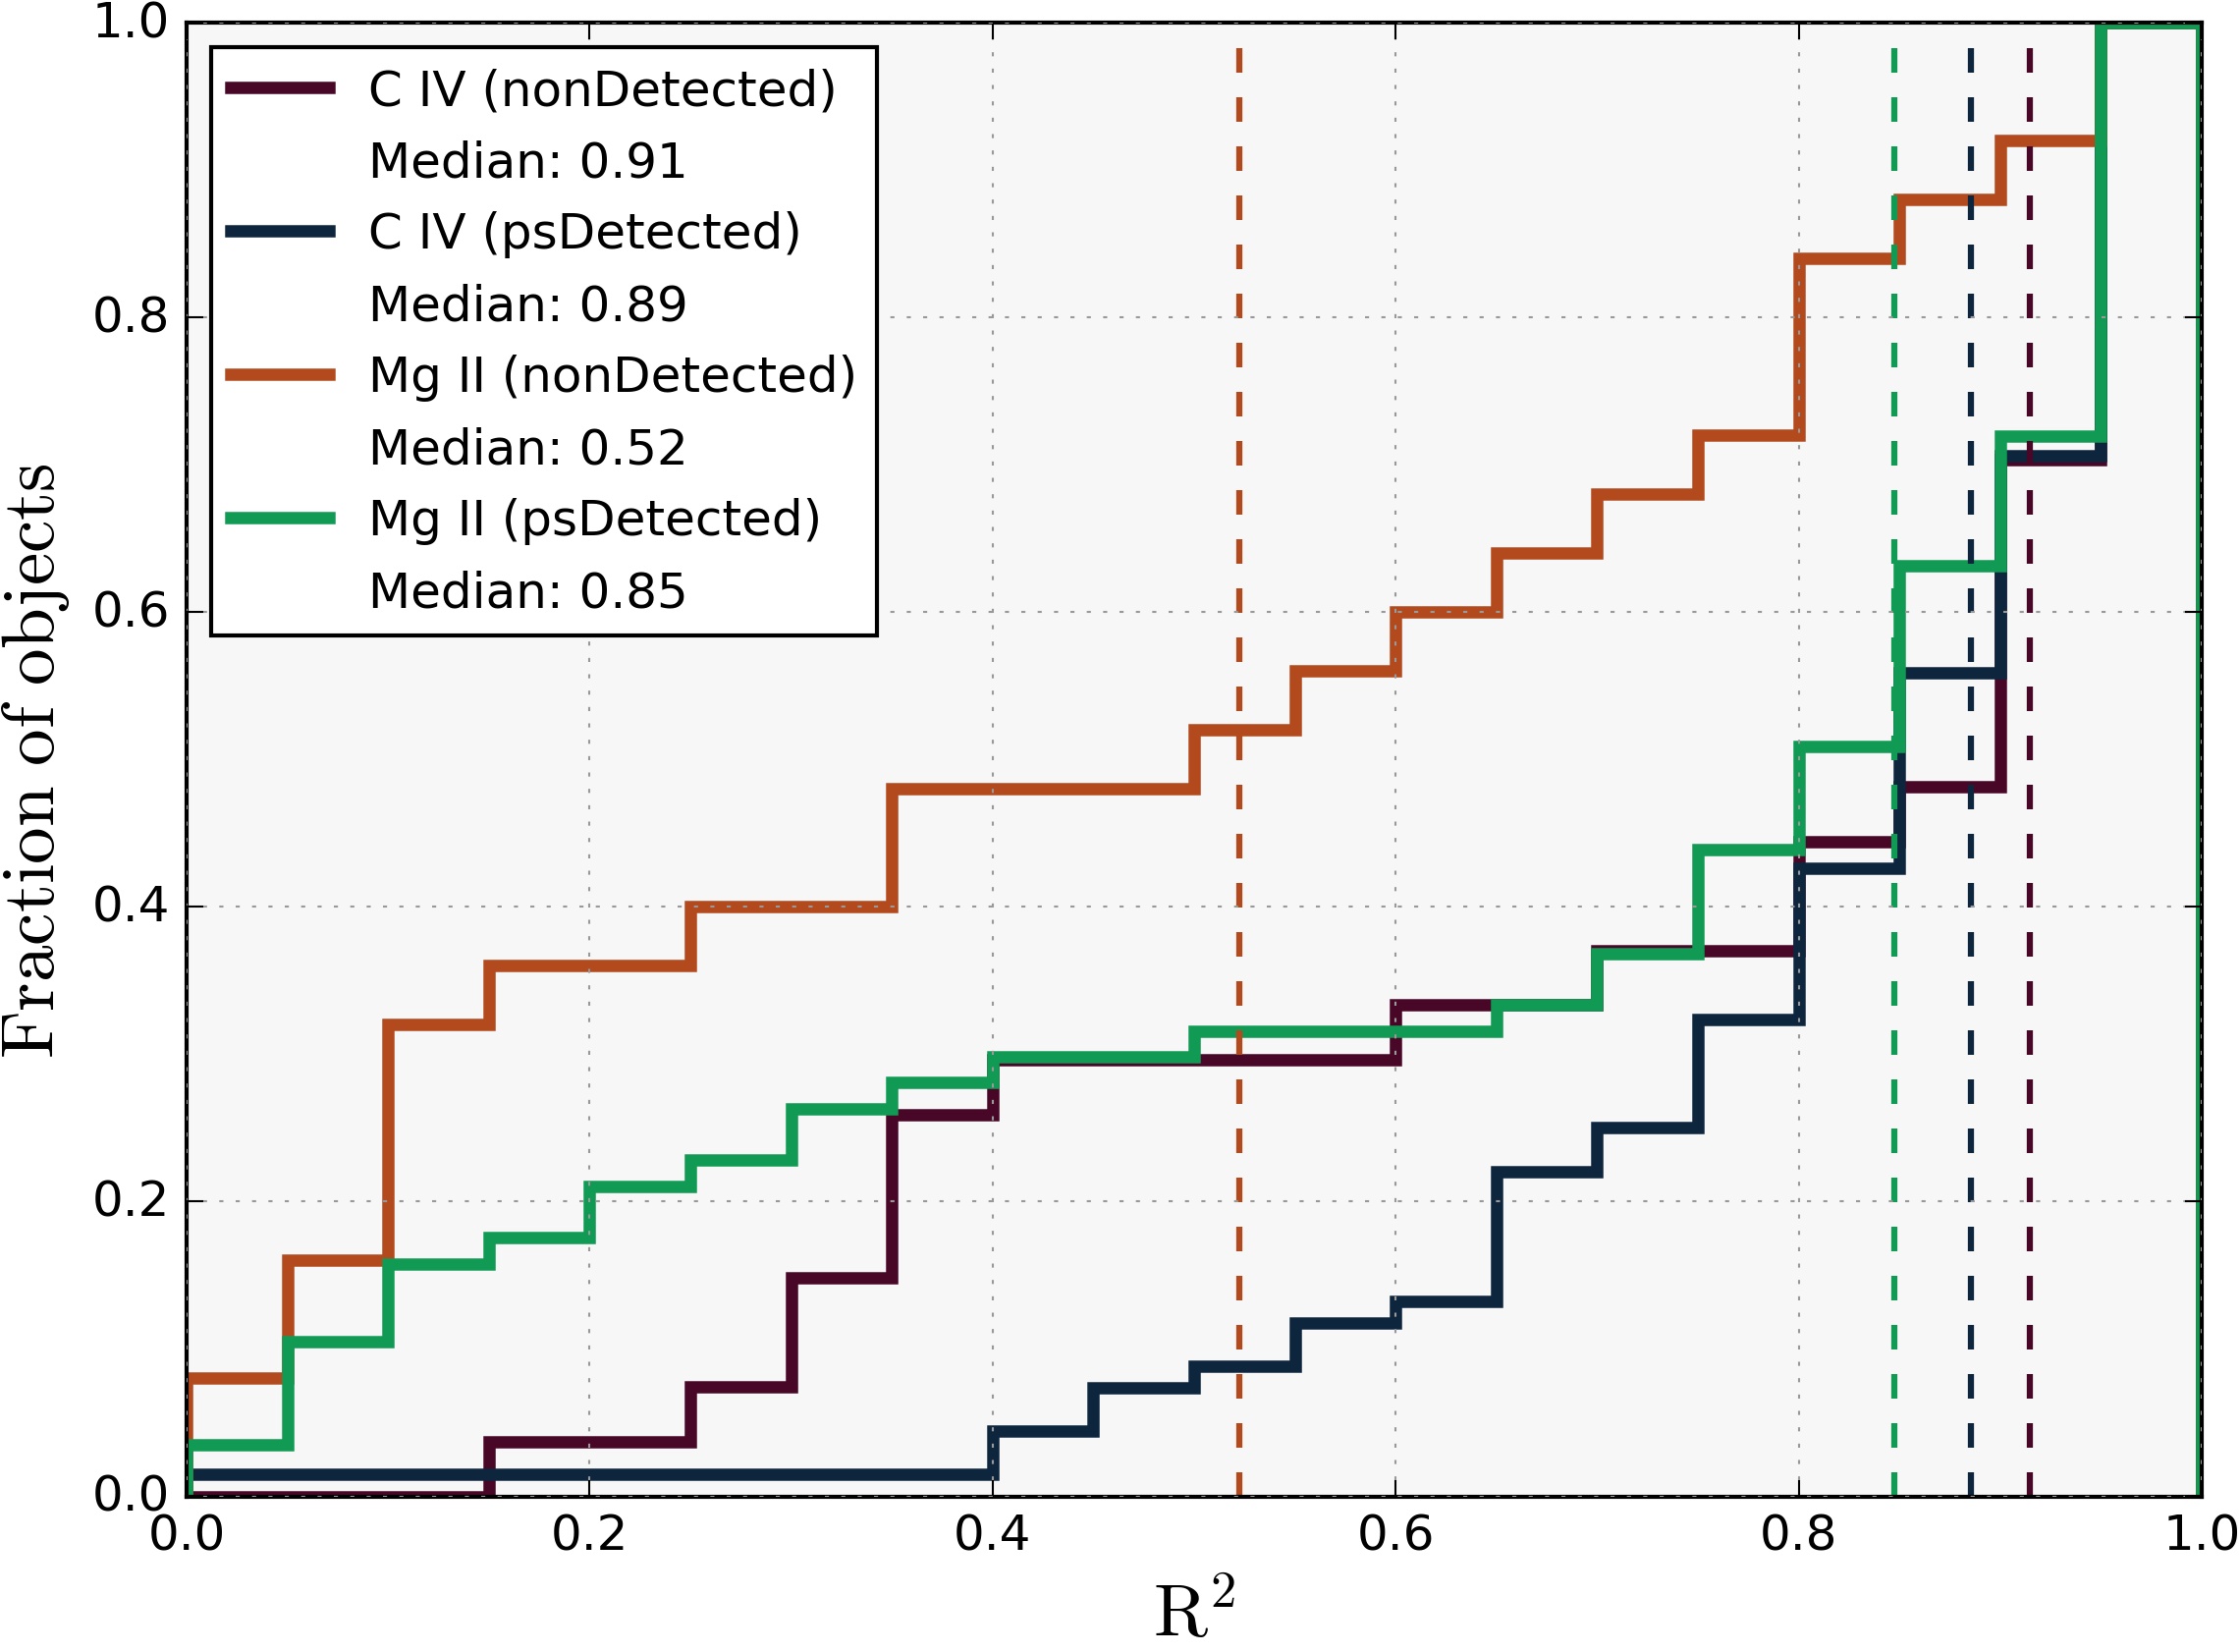 1.0
0.8
0.6
0.4
0.2
0.0
Fraction of objects
C IV (nonDetected)
Median: 0.91
C IV (psDetected)
Median: 0.89
Mg II (nonDetected)
Median: 0.52
Mg II (psDetected)
Median: 0.85
0.0 0.2 0.4 0.6 0.8 1.0
R²